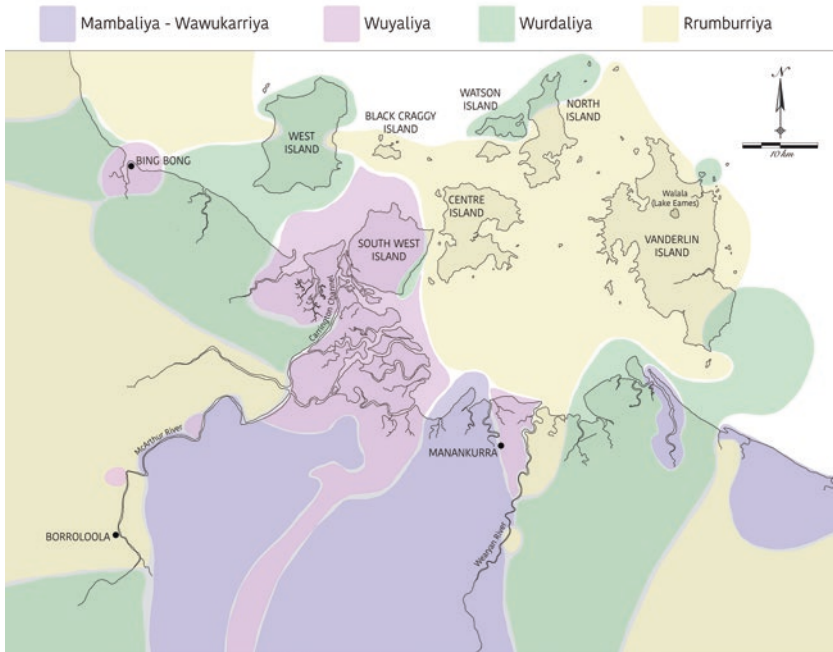 Mambaliya - Wawukarriya
Wuyaliya
Wurdaliya
Rrumburriya
N
10 km
WATSON
ISLAND
NORTH
ISLAND
BLACK CRAGGY
ISLAND
WEST
ISLAND
BING BONG
CENTRE
ISLAND
Walala
(Lake Eames)
VANDERLIN
ISLAND
SOUTH WEST
ISLAND
Carrington Channel
McArthur River
MANANKURRA
BORROLOOLA
Wearyan River